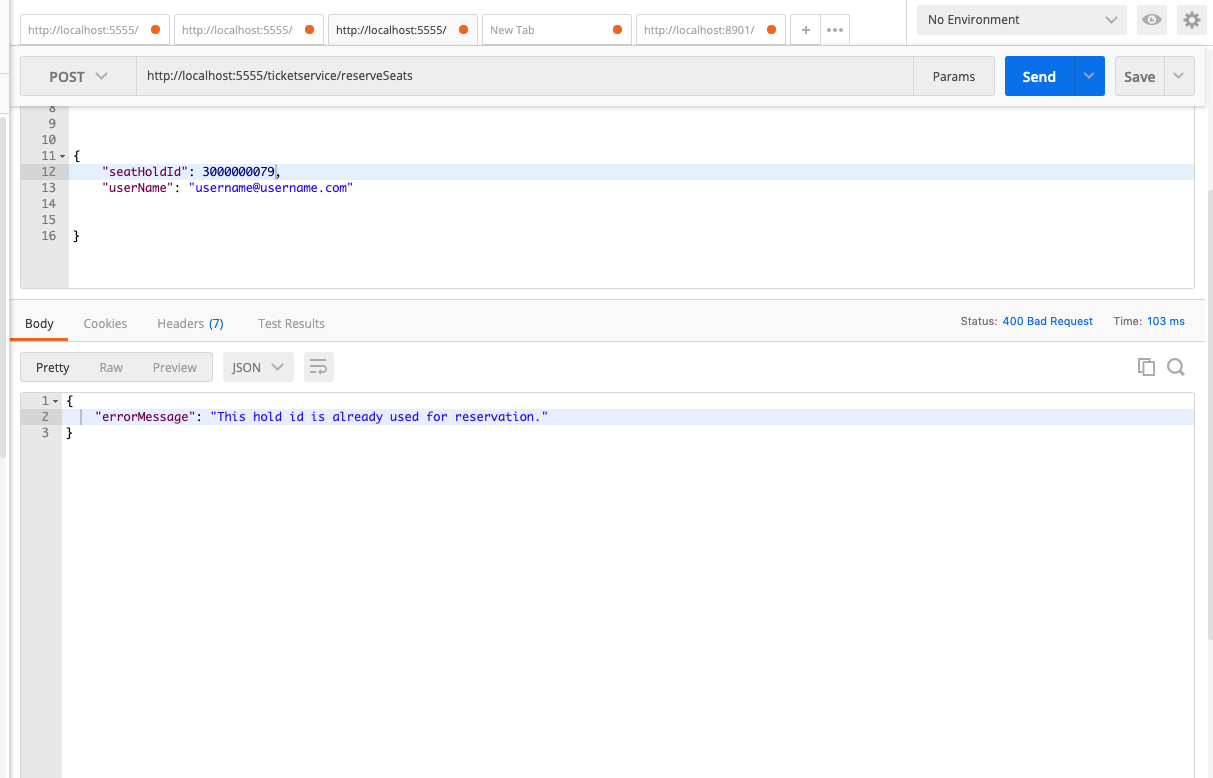 http://localhost:5555/ http://localhost:5555/ http://localhost:5555/ New Tab http://localhost:8901/ + ••• No Environment
POST http://localhost:5555/ticketservice/reserveSeats Params Send Save
8
9
10
11 {
12 "seatHoldId": 3000000079,
13 "userName": "username@username.com"
14
15
16 }
Body Cookies Headers (7) Test Results Status: 400 Bad Request Time: 103 ms
Pretty Raw Preview JSON
1 {
2 "errorMessage": "This hold id is already used for reservation."
3 }